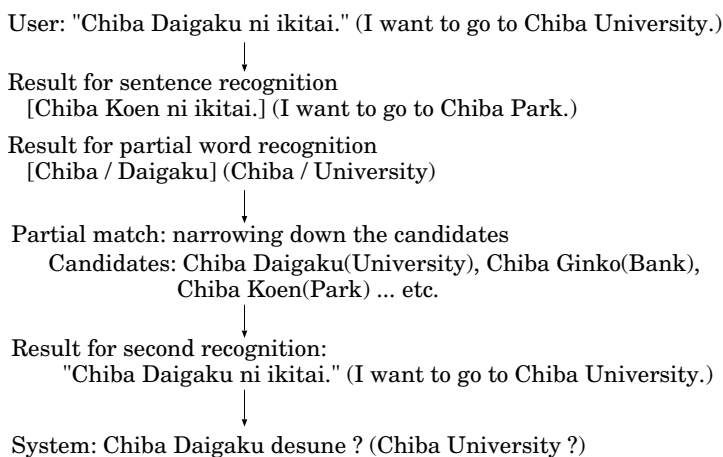 User: "Chiba Daigaku ni ikitai." (I want to go to Chiba University.)
Result for sentence recognition
[Chiba Koen ni ikitai.] (I want to go to Chiba Park.)
Result for partial word recognition
[Chiba / Daigaku] (Chiba / University)
Partial match: narrowing down the candidates
Candidates: Chiba Daigaku(University), Chiba Ginko(Bank),
Chiba Koen(Park) ... etc.
Result for second recognition:
"Chiba Daigaku ni ikitai." (I want to go to Chiba University.)
System: Chiba Daigaku desune ? (Chiba University ?)